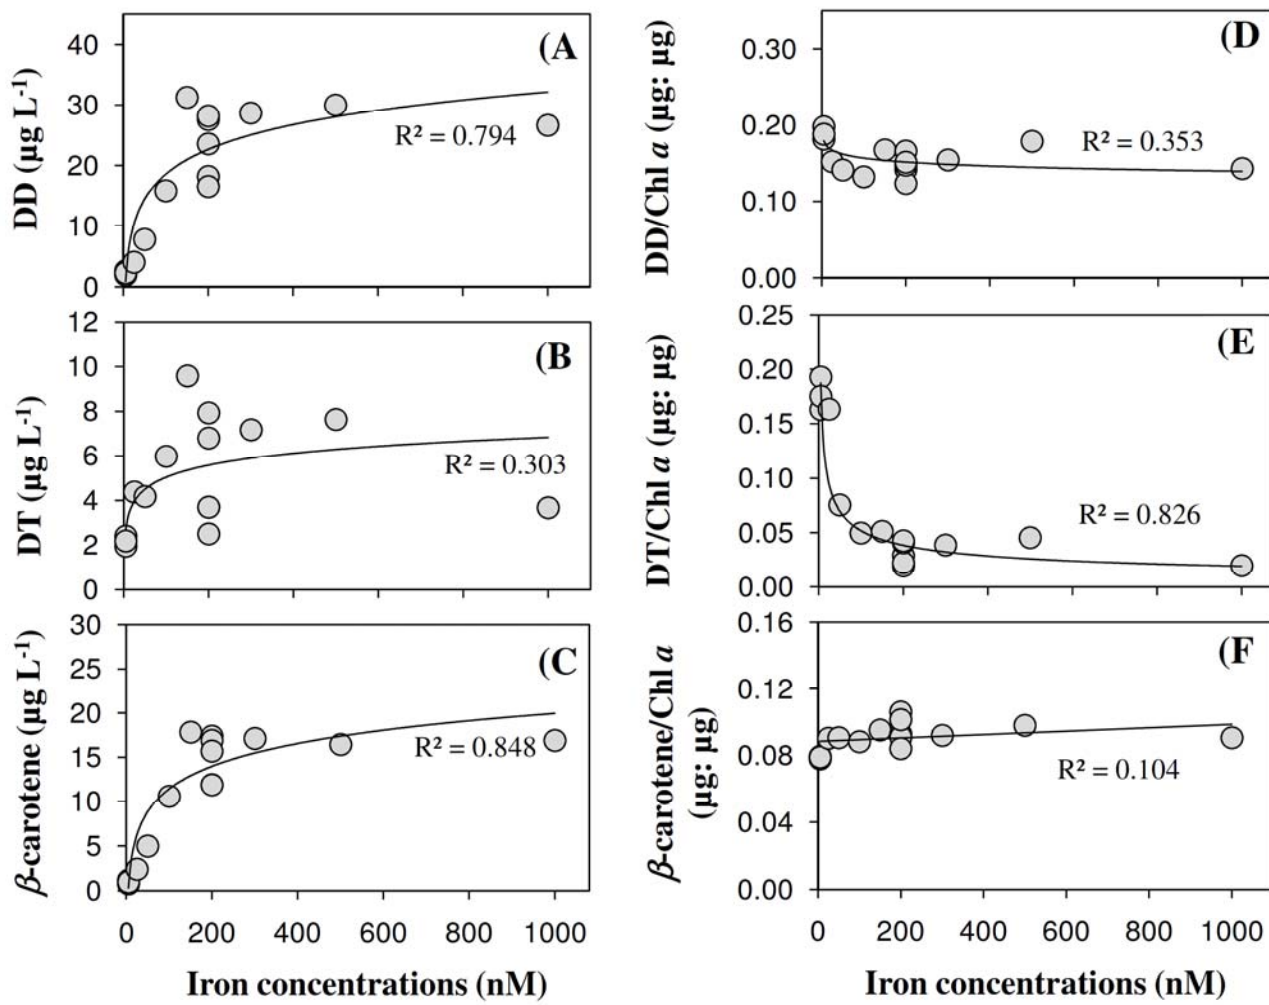 (A
DD (µg L-1)
40
30
20
10
0
R² = 0.794
(B
DT (µg L-1)
12
10
8
6
4
2
0
R² = 0.303
(C
β-carotene (µg L-1)
30
25
20
15
10
5
0
R² = 0.848
0 200 400 600 800 1000
Iron concentrations (nM)
(D
DD/Chl a (µg: µg)
0.30
0.20
0.10
0.00
R² = 0.353
(E
DT/Chl a (µg: µg)
0.25
0.20
0.15
0.10
0.05
0.00
R² = 0.826
(F
β-carotene/Chl a
(µg: µg)
0.16
0.12
0.08
0.04
0.00
R² = 0.104
0 200 400 600 800 1000
Iron concentrations (nM)